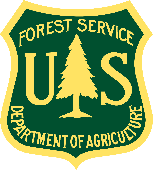 FOREST SERVICE
U S
DEPARTMENT OF AGRICULTURE